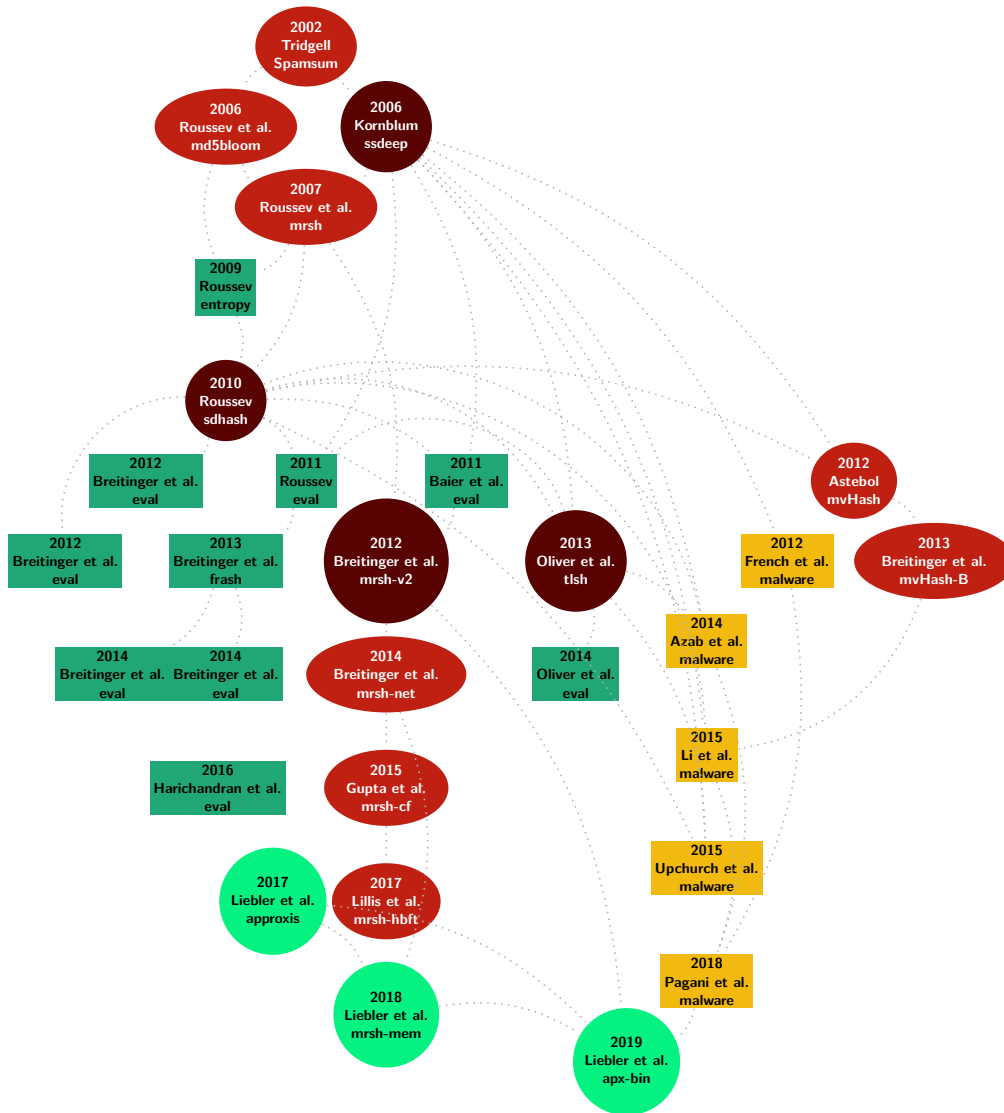 2002
Tridgell
Spamsum
2006
Roussev et al.
md5bloom
2006
Kornblum
ssdeep
2007
Roussev et al.
mrsh
2009
Roussev
entropy
2010
Roussev
sdhash
2012
Breitinger et al.
eval
2011
Roussev
eval
2011
Baier et al.
eval
2012
Astebol
mvHash
2012
Breitinger et al.
eval
2013
Breitinger et al.
frash
2012
Breitinger et al.
mrsh-v2
2013
Oliver et al.
tlsh
2012
French et al.
malware
2013
Breitinger et al.
mvHash-B
2014
Azab et al.
malware
2014
Breitinger et al.
eval
2014
Breitinger et al.
eval
2014
Breitinger et al.
mrsh-net
2014
Oliver et al.
eval
2015
Li et al.
malware
2016
Harichandran et al.
eval
2015
Gupta et al.
mrsh-cf
2015
Upchurch et al.
malware
2017
Liebler et al.
approxis
2017
Lillis et al.
mrsh-hbft
2018
Pagani et al.
malware
2018
Liebler et al.
mrsh-mem
2019
Liebler et al.
apx-bin